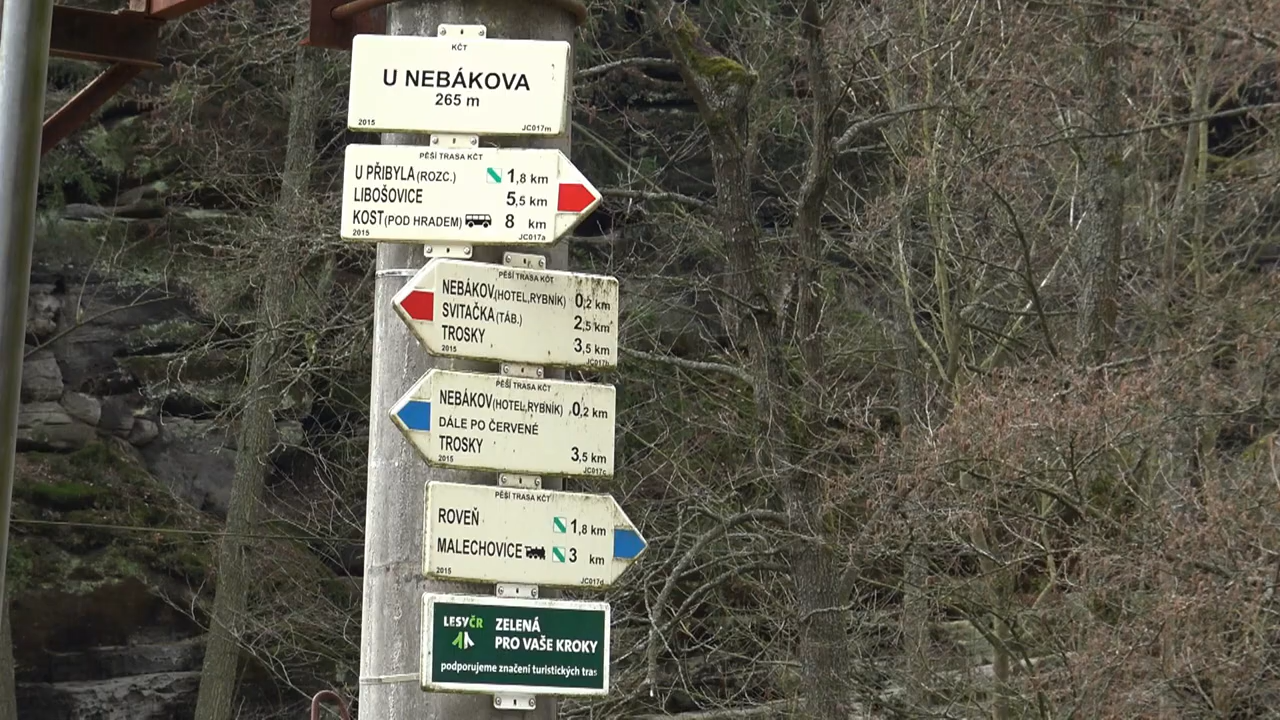 KČT
U NEBÁKOVA
265 m
2015 JC017m
PĚŠÍ TRASA KČT
U PŘIBYLA (ROZC.) 1,8 km
LIBOŠOVICE 5,5 km
KOST (POD HRADEM) 8 km
2015 JC017a
PĚŠÍ TRASA KČT
NEBÁKOV (HOTEL,RYBNÍK) 0,2 km
SVITAČKA (TÁB.) 2,5 km
TROSKY 3,5 km
2015 JC017b
PĚŠÍ TRASA KČT
NEBÁKOV (HOTEL,RYBNÍK) 0,2 km
DÁLE PO ČERVENÉ
TROSKY 3,5 km
2015 JC017c
PĚŠÍ TRASA KČT
ROVEŇ 1,8 km
MALECHOVICE 3 km
2015 JC017d
LESYČR ZELENÁ
PRO VAŠE KROKY
podporujeme značení turistických tras